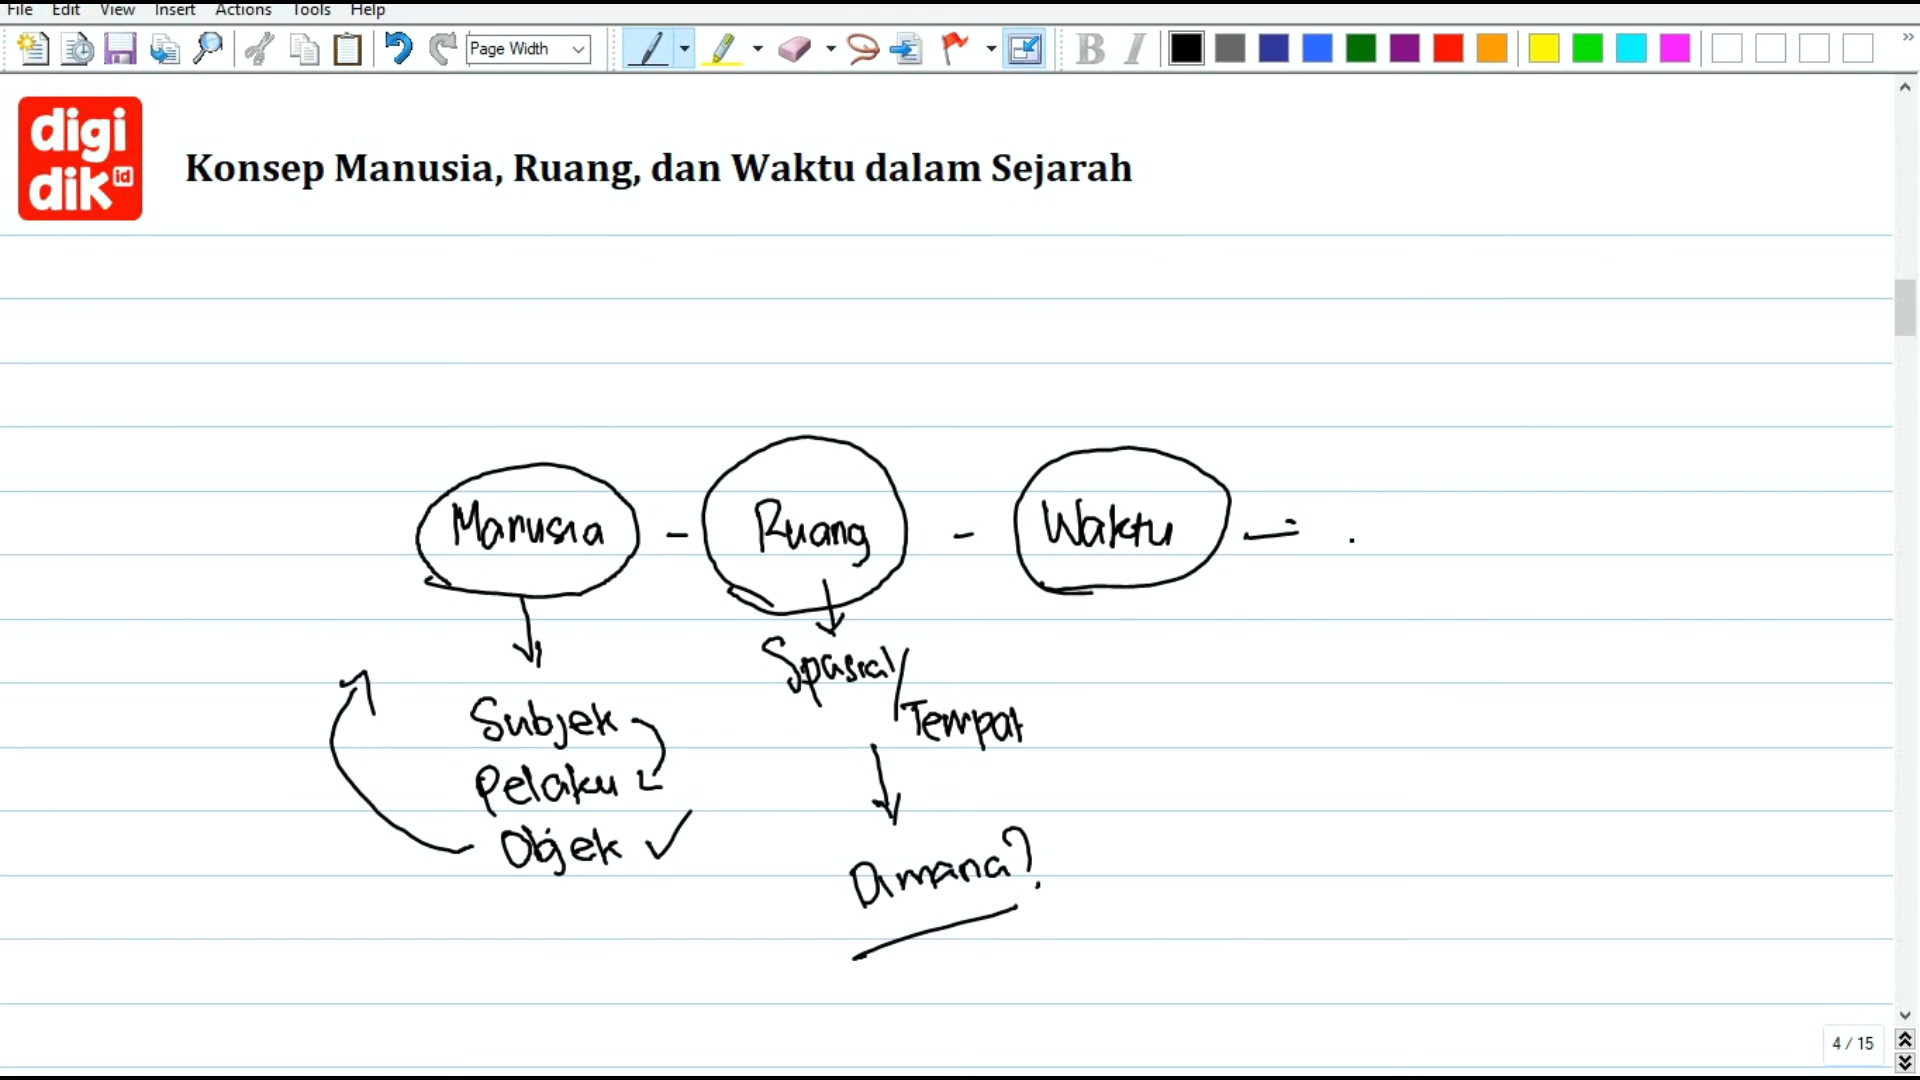 File Edit View Insert Actions Tools Help
Page Width
B I
digi
dik id
Konsep Manusia, Ruang, dan Waktu dalam Sejarah
Manusia - Ruang - Waktu
Spasial/
Tempat
Subjek
Pelaku
Objek
Dimana?
4 / 15